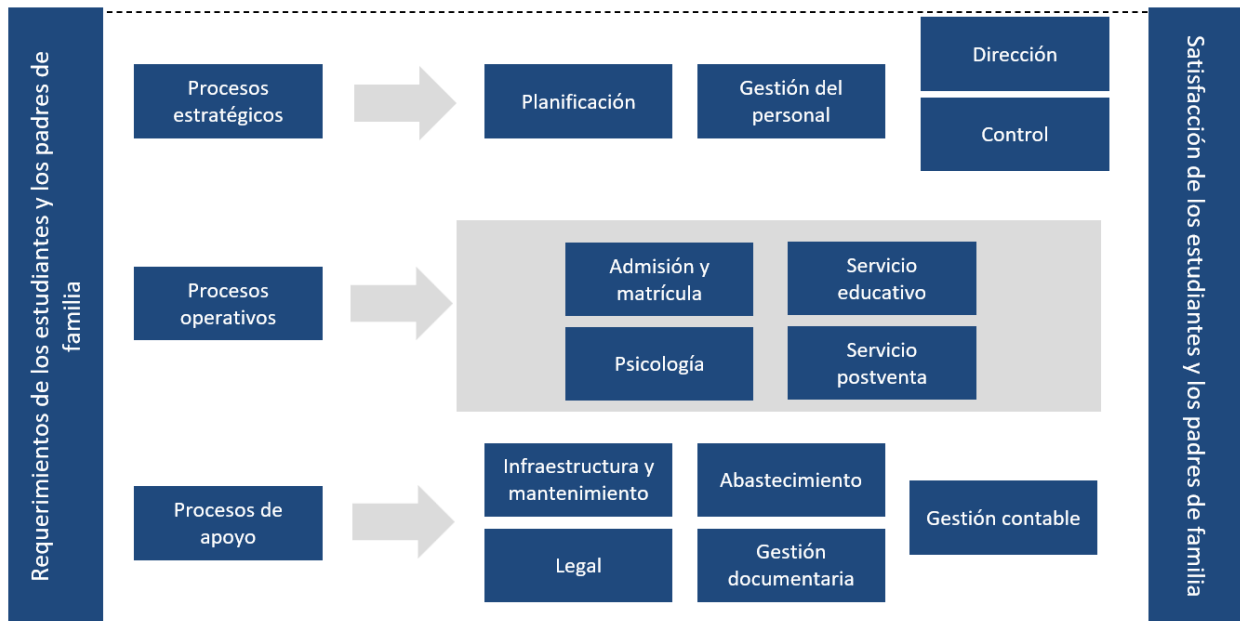 Requerimientos de los estudiantes y los padres de
familia
Procesos
estratégicos
Planificación
Gestión del
personal
Dirección
Control
Procesos
operativos
Admisión y
matrícula
Servicio
educativo
Psicología
Servicio
postventa
Procesos de
apoyo
Infraestructura y
mantenimiento
Abastecimiento
Gestión contable
Legal
Gestión
documentaria
Satisfacción de los estudiantes y los padres de familia